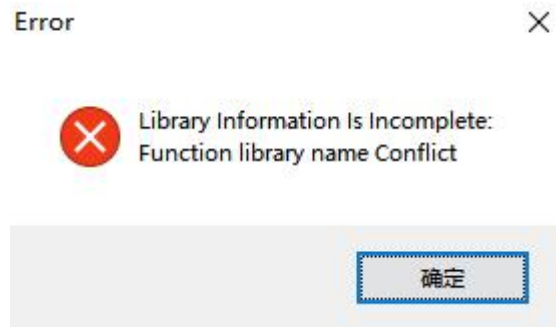 Error
Library Information Is Incomplete:
Function library name Conflict
确定